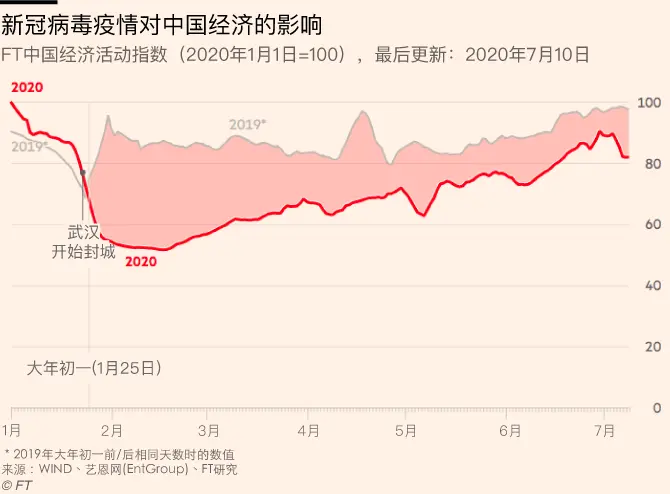 新冠病毒疫情对中国经济的影响
FT中国经济活动指数（2020年1月1日=100），最后更新：2020年7月10日
2020
100
2019*
2019*
80
武汉
开始封城
60
2020
40
20
大年初一(1月25日)
0
1月 2月 3月 4月 5月 6月 7月
* 2019年大年初一前/后相同天数时的数值
来源：WIND、艺恩网(EntGroup)、FT研究
© FT